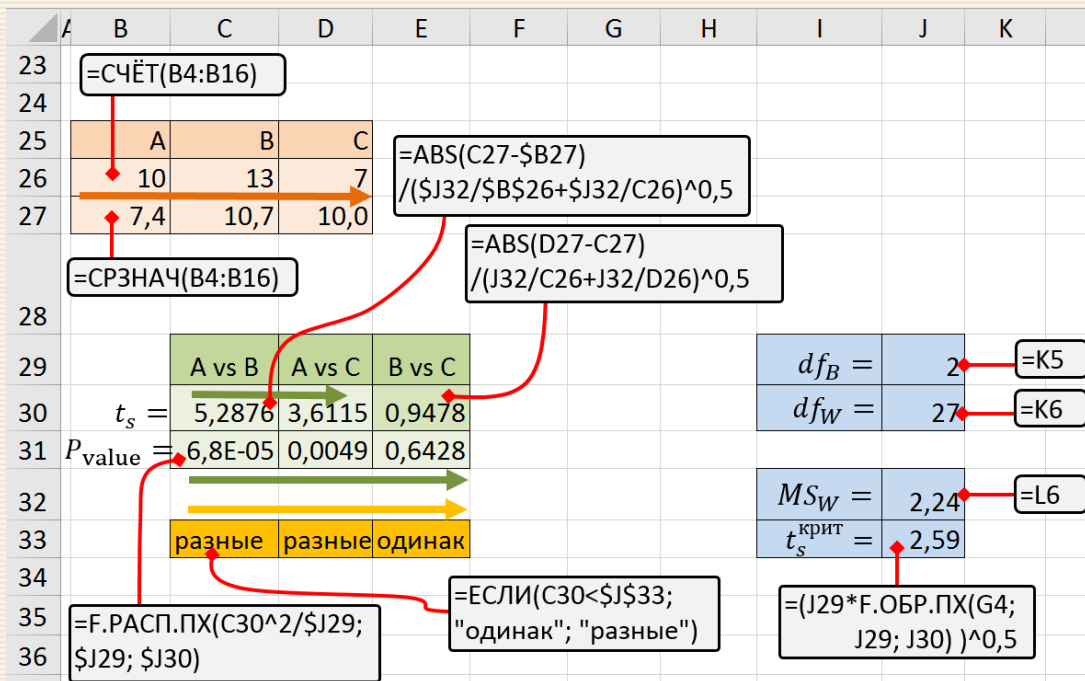 A B C D E F G H I J K
23 =СЧЁТ(B4:B16)
24
25 A B C
26 10 13 7
27 7,4 10,7 10,0
=ABS(C27-$B27)
/($J32/$B$26+$J32/C26)^0,5
=ABS(D27-C27)
/(J32/C26+J32/D26)^0,5
=СРЗНАЧ(B4:B16)
28
29 A vs B A vs C B vs C df_B = 2 =K5
30 t_s = 5,2876 3,6115 0,9478 df_W = 27 =K6
31 P_value = 6,8E-05 0,0049 0,6428
32 MS_W = 2,24 =L6
33 разные разные одинак t_s^крит = 2,59
34
35
36
=F.РАСП.ПХ(C30^2/$J29;
$J29; $J30)
=ЕСЛИ(C30<$J$33;
"одинак"; "разные")
=(J29*F.ОБР.ПХ(G4;
J29; J30) )^0,5